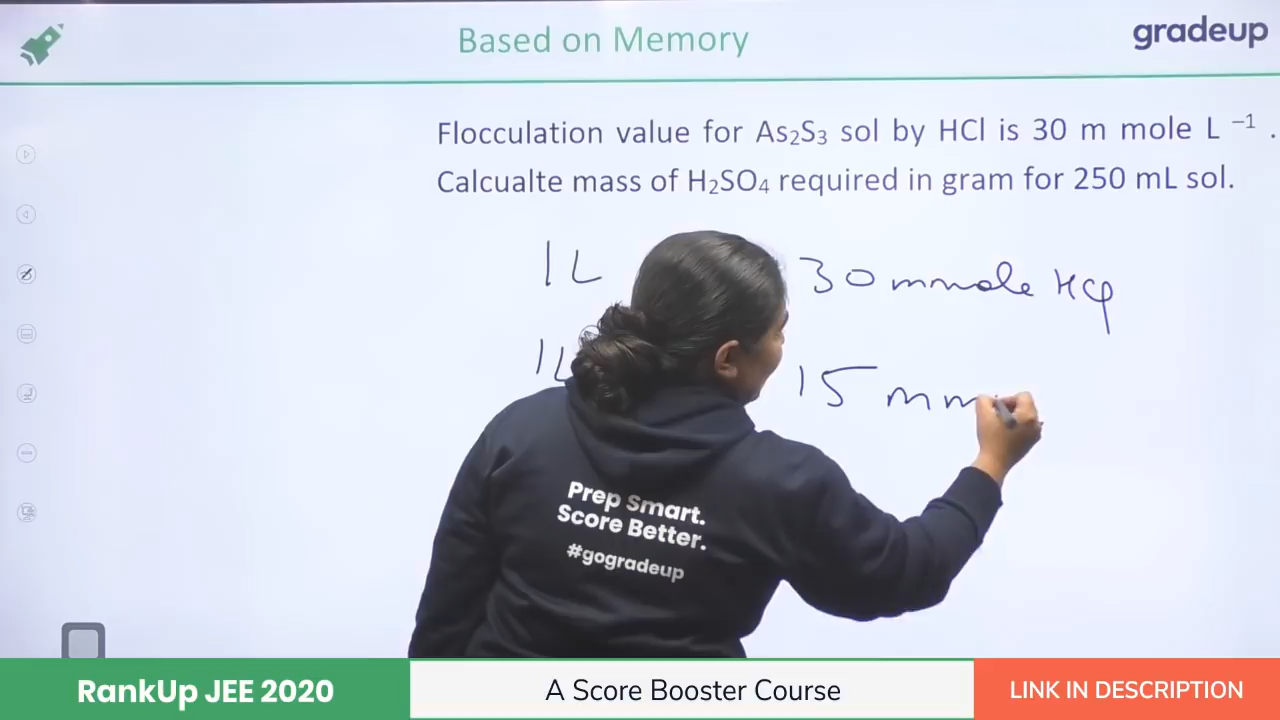 Based on Memory
gradeup
Flocculation value for As₂S₃ sol by HCl is 30 m mole L ⁻¹ .
Calcualte mass of H₂SO₄ required in gram for 250 mL sol.
1L 30 mmole HCl
1L 15 mm
Prep Smart.
Score Better.
#gogradeup
RankUp JEE 2020
A Score Booster Course
LINK IN DESCRIPTION